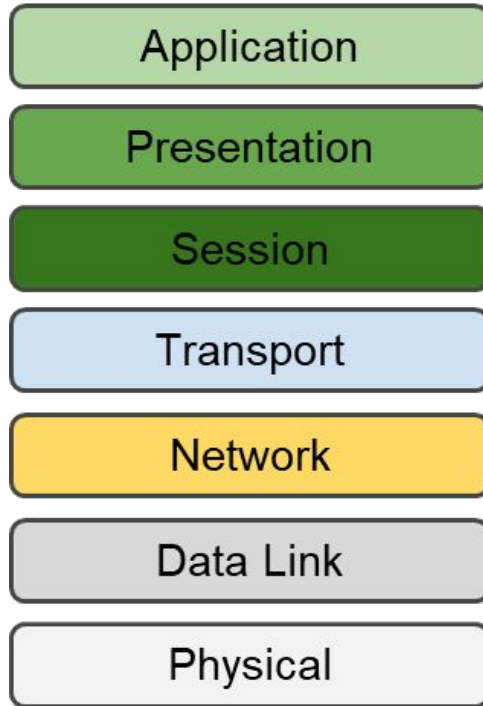 Application
Presentation
Session
Transport
Network
Data Link
Physical